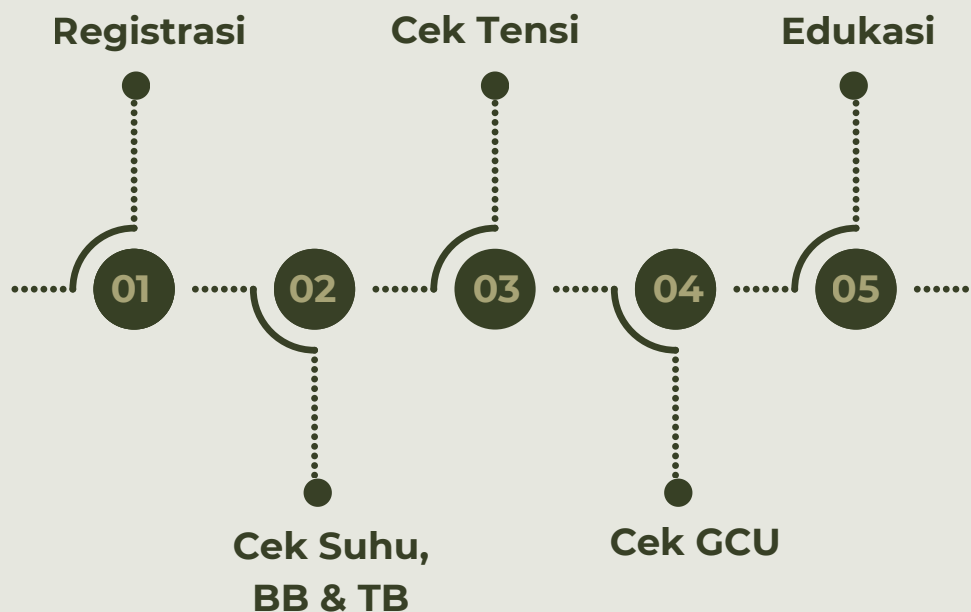 Registrasi
Cek Tensi
Edukasi
01
02
03
04
05
Cek Suhu,
BB & TB
Cek GCU